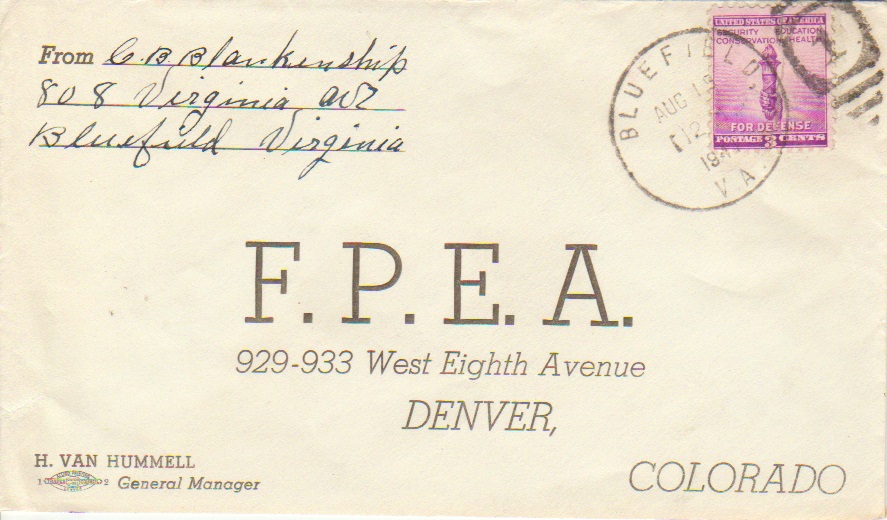 From C. B. Blankenship
808 Virginia ave
Bluefield Virginia
BLUEFIELD,
AUG
VA.
UNITED STATES OF AMERICA
SECURITY EDUCATION
CONSERVATION HEALTH
FOR DEFENSE
POSTAGE 3 CENTS
F.P.E.A.
929-933 West Eighth Avenue
DENVER,
COLORADO
H. VAN HUMMELL
General Manager